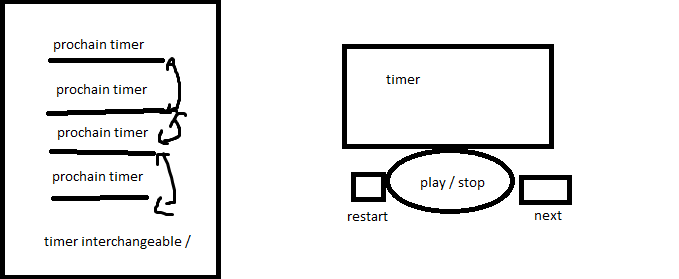 prochain timer
prochain timer
prochain timer
prochain timer
timer interchangeable /
timer
play / stop
restart
next